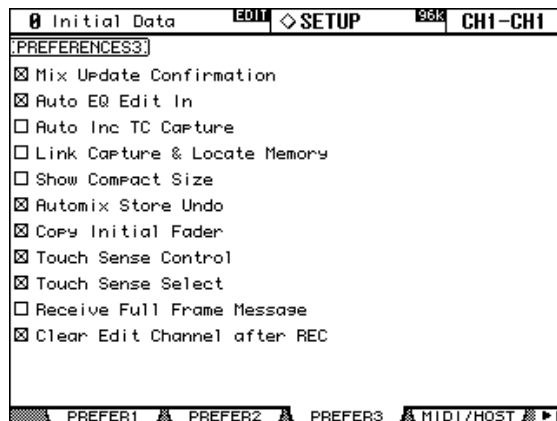 0 Initial Data EDIT ◇SETUP 96k CH1-CH1
PREFERENCES3
☒ Mix Update Confirmation
☒ Auto EQ Edit In
☐ Auto Inc TC Capture
☐ Link Capture & Locate Memory
☐ Show Compact Size
☒ Automix Store Undo
☒ Copy Initial Fader
☒ Touch Sense Control
☒ Touch Sense Select
☐ Receive Full Frame Message
☒ Clear Edit Channel after REC
PREFER1 PREFER2 PREFER3 MIDI/HOST